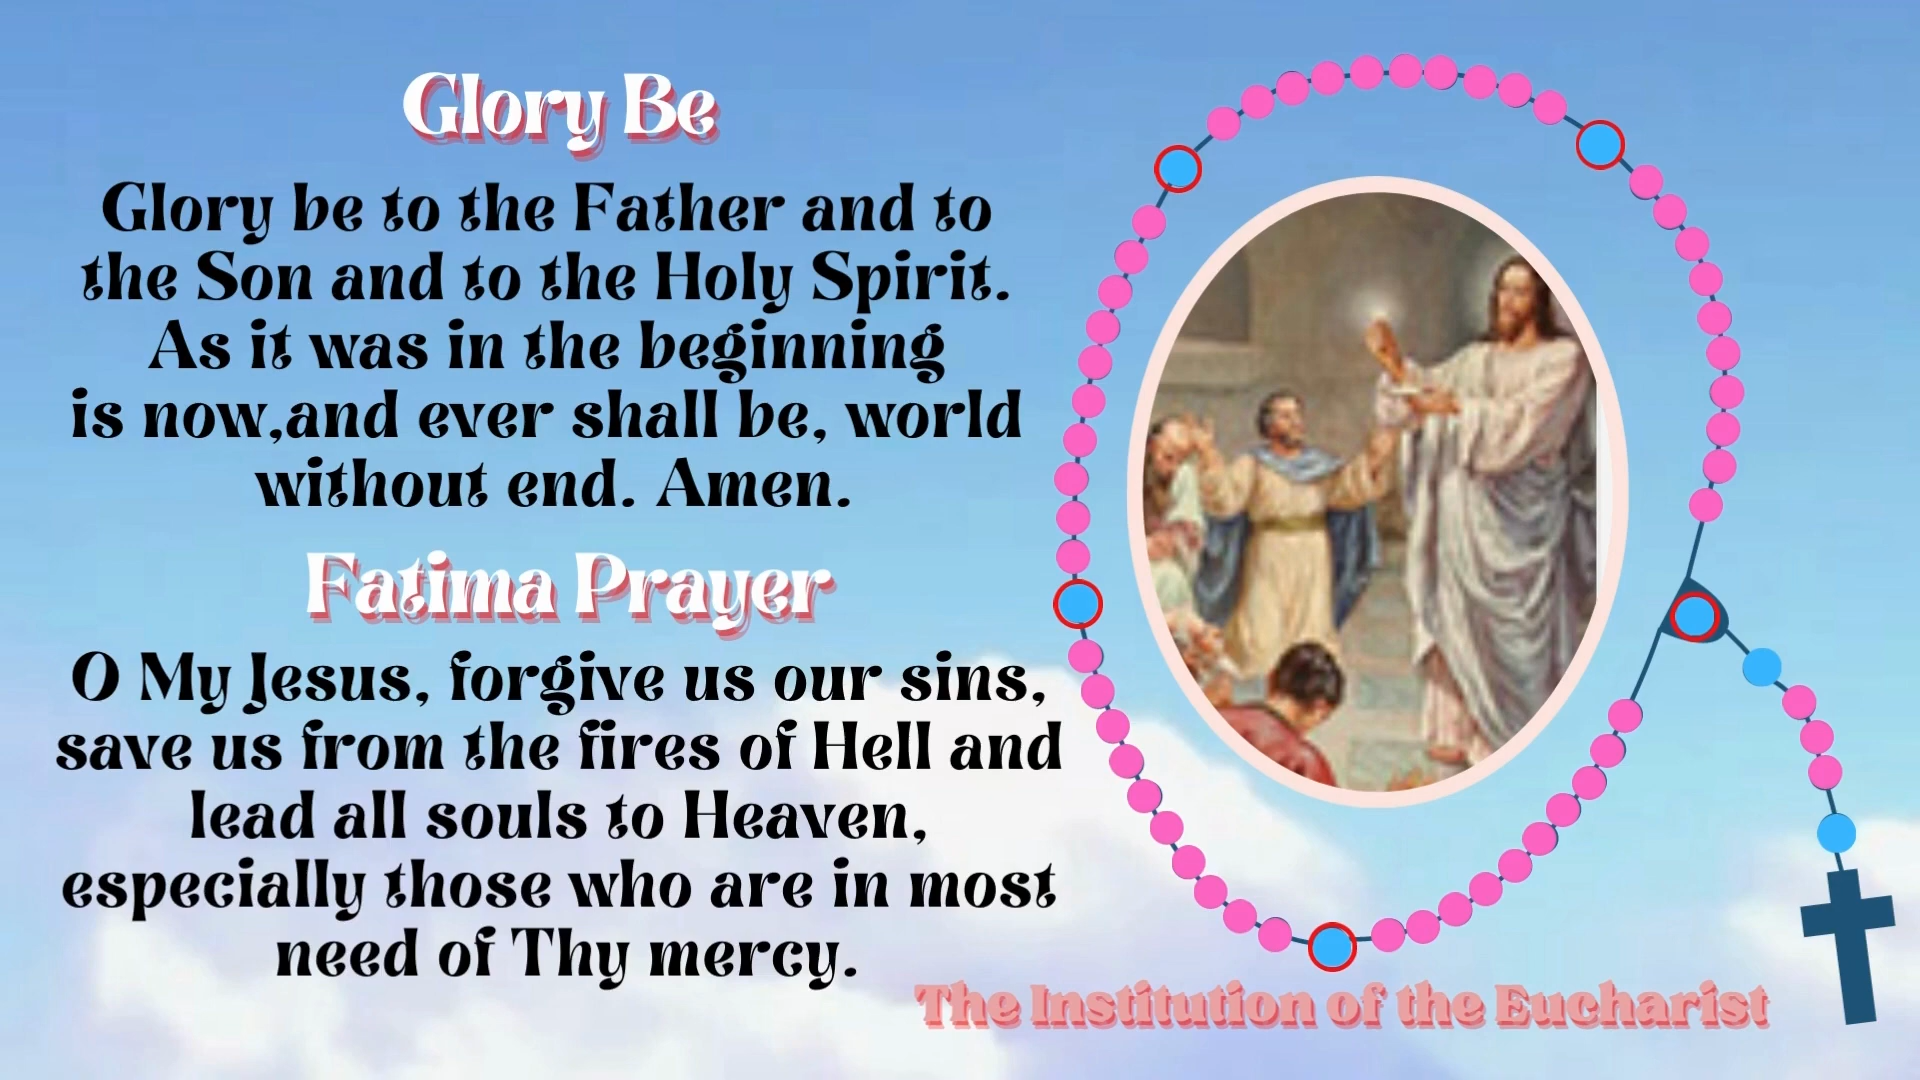 Glory Be
Glory be to the Father and to
the Son and to the Holy Spirit.
As it was in the beginning
is now,and ever shall be, world
without end. Amen.
Fatima Prayer
O My Jesus, forgive us our sins,
save us from the fires of Hell and
lead all souls to Heaven,
especially those who are in most
need of Thy mercy.
The Institution of the Eucharist